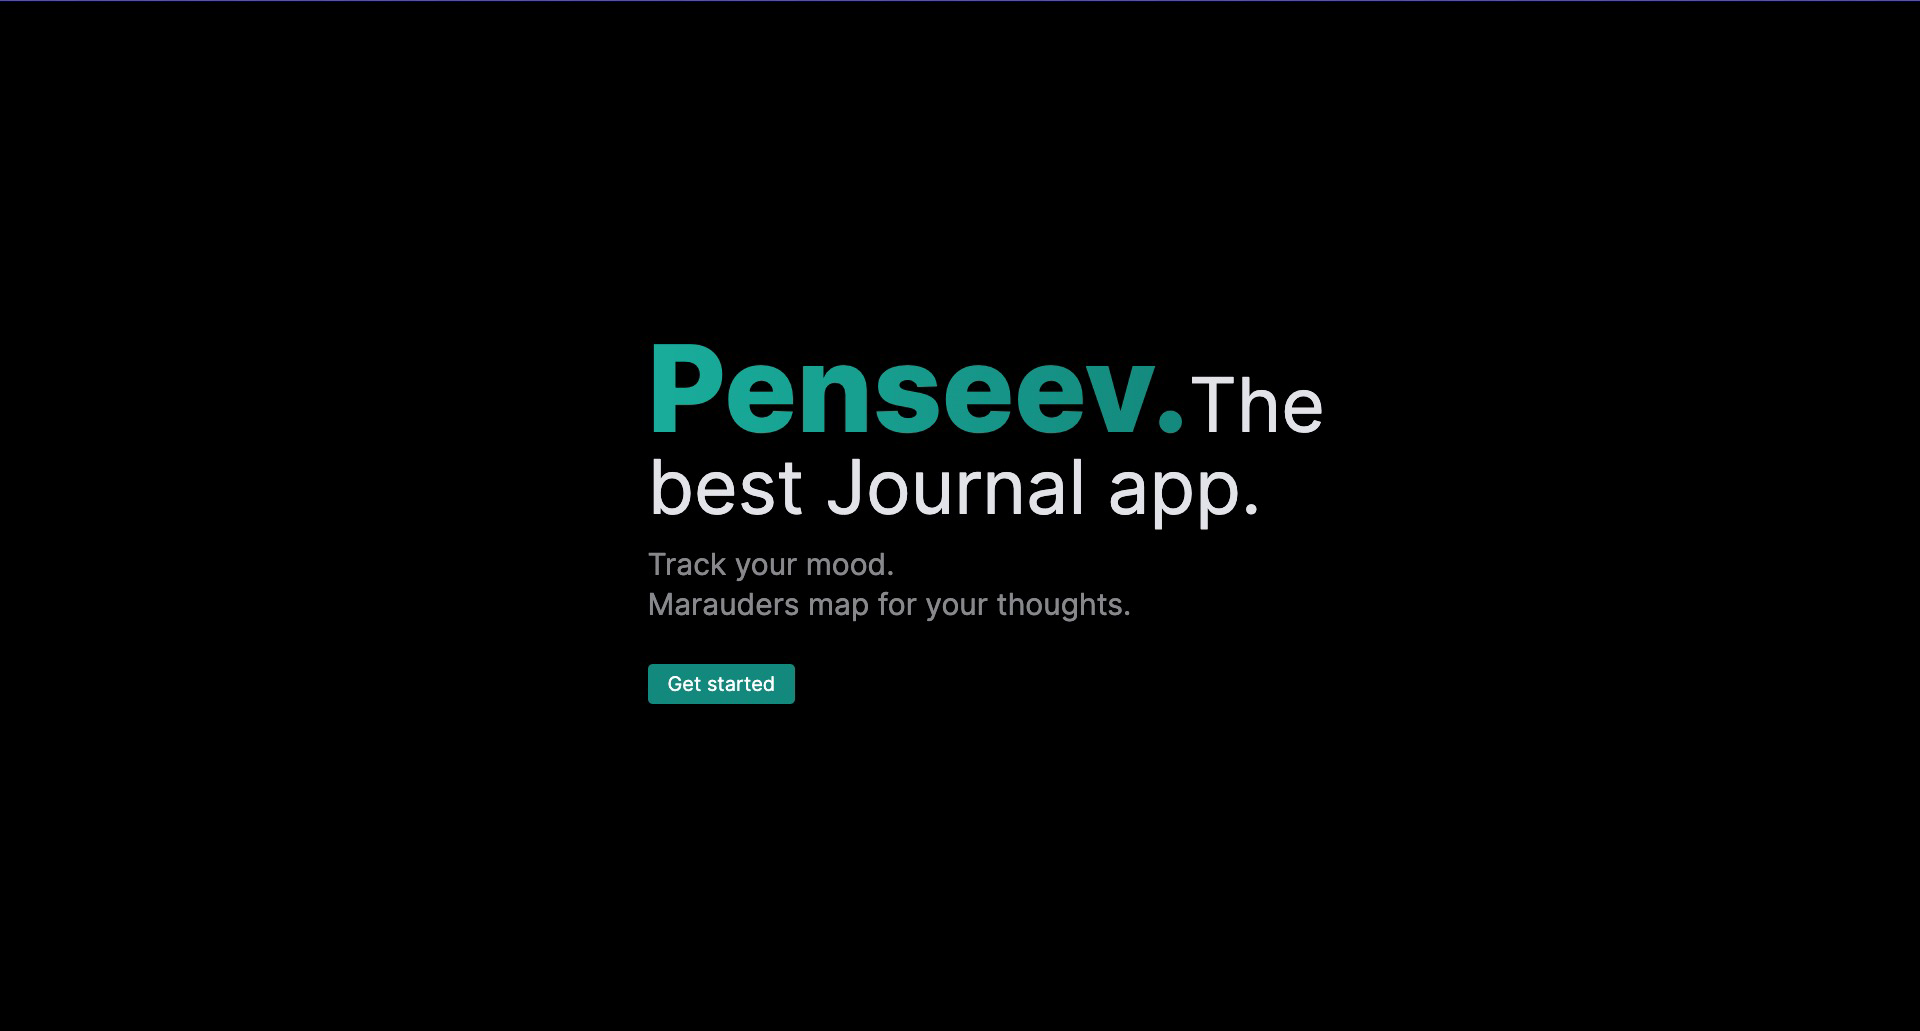 Penseev.The
best Journal app.
Track your mood.
Marauders map for your thoughts.
Get started